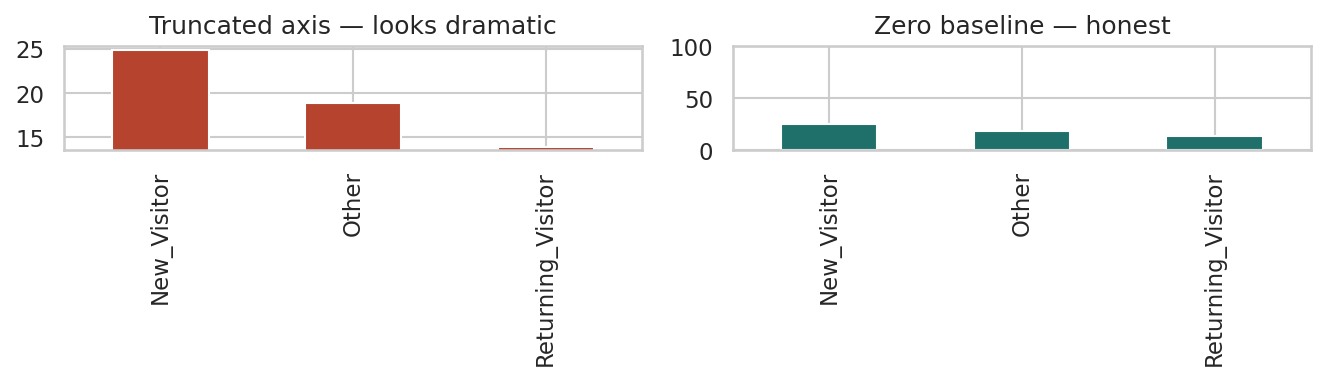 Truncated axis — looks dramatic
25
20
15
New_Visitor
Other
Returning_Visitor
Zero baseline — honest
100
50
0
New_Visitor
Other
Returning_Visitor